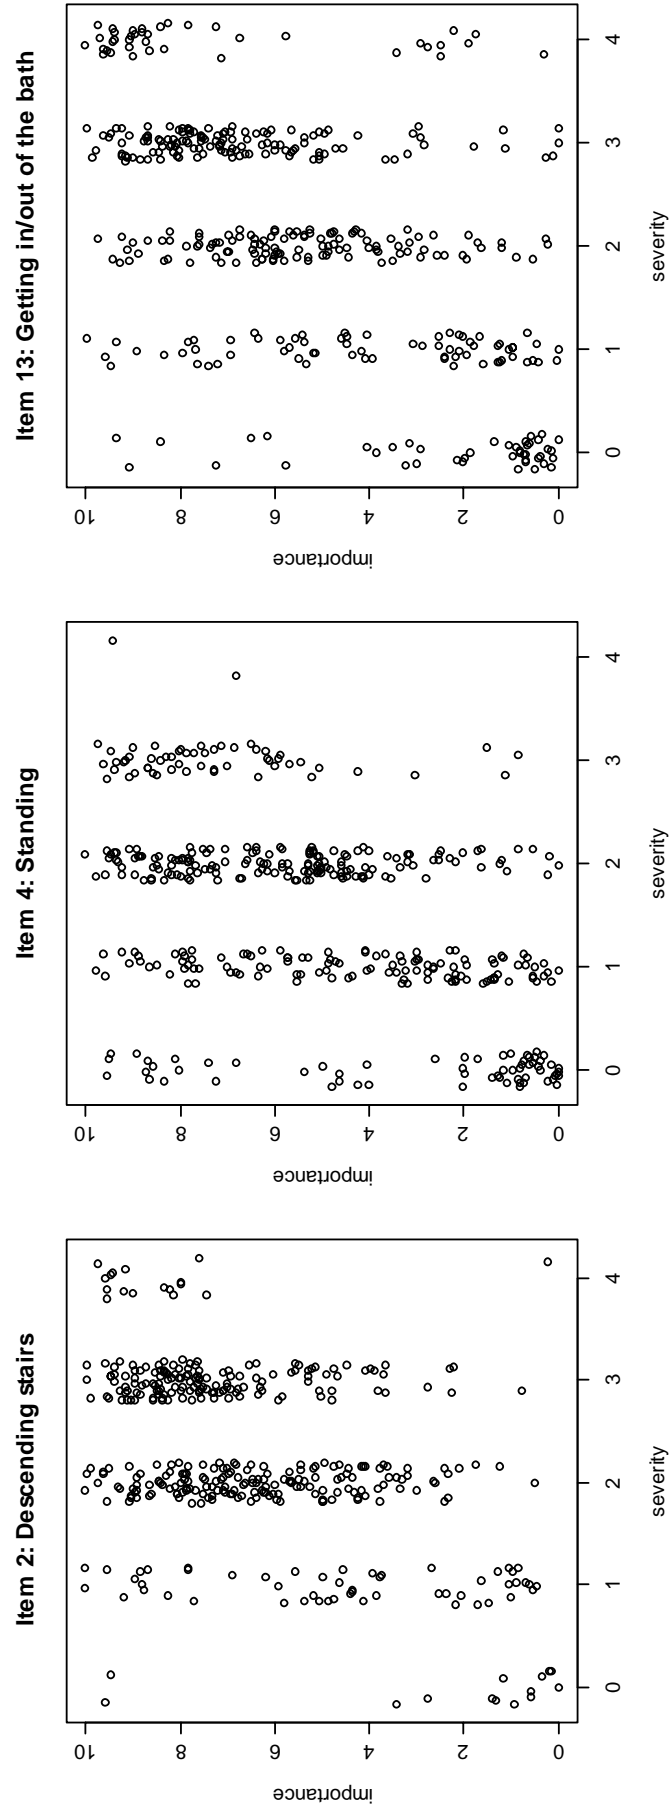 Item 2: Descending stairs
importance
10
8
6
4
2
0
0 1 2 3 4
severity
Item 4: Standing
importance
10
8
6
4
2
0
0 1 2 3 4
severity
Item 13: Getting in/out of the bath
importance
10
8
6
4
2
0
0 1 2 3 4
severity